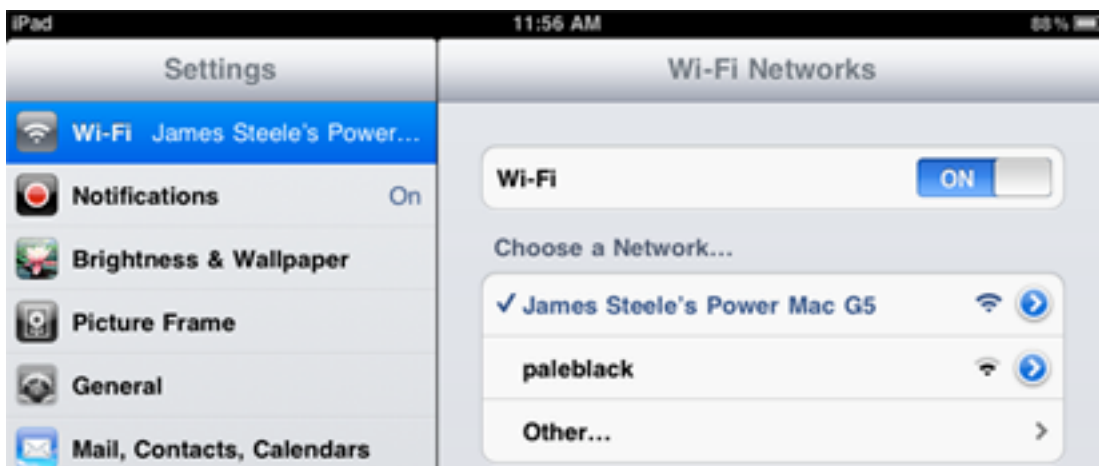 iPad 11:56 AM 88%
Settings
Wi-Fi James Steele's Power...
Notifications On
Brightness & Wallpaper
Picture Frame
General
Mail, Contacts, Calendars
Wi-Fi Networks
Wi-Fi ON
Choose a Network...
✓ James Steele's Power Mac G5
paleblack
Other...